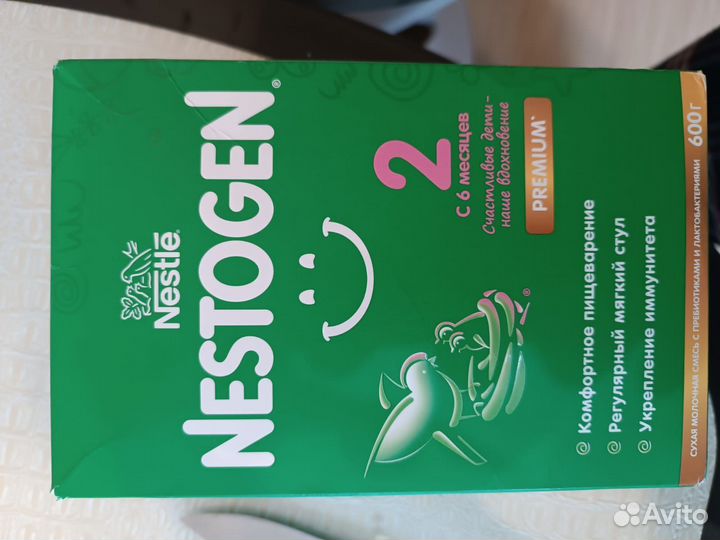 Nestlé
NESTOGEN®
2
С 6 месяцев
Счастливые дети –
наше вдохновение
PREMIUM*
Комфортное пищеварение
Регулярный мягкий стул
Укрепление иммунитета
СУХАЯ МОЛОЧНАЯ СМЕСЬ С ПРЕБИОТИКАМИ И ЛАКТОБАКТЕРИЯМИ 600 г
Avito